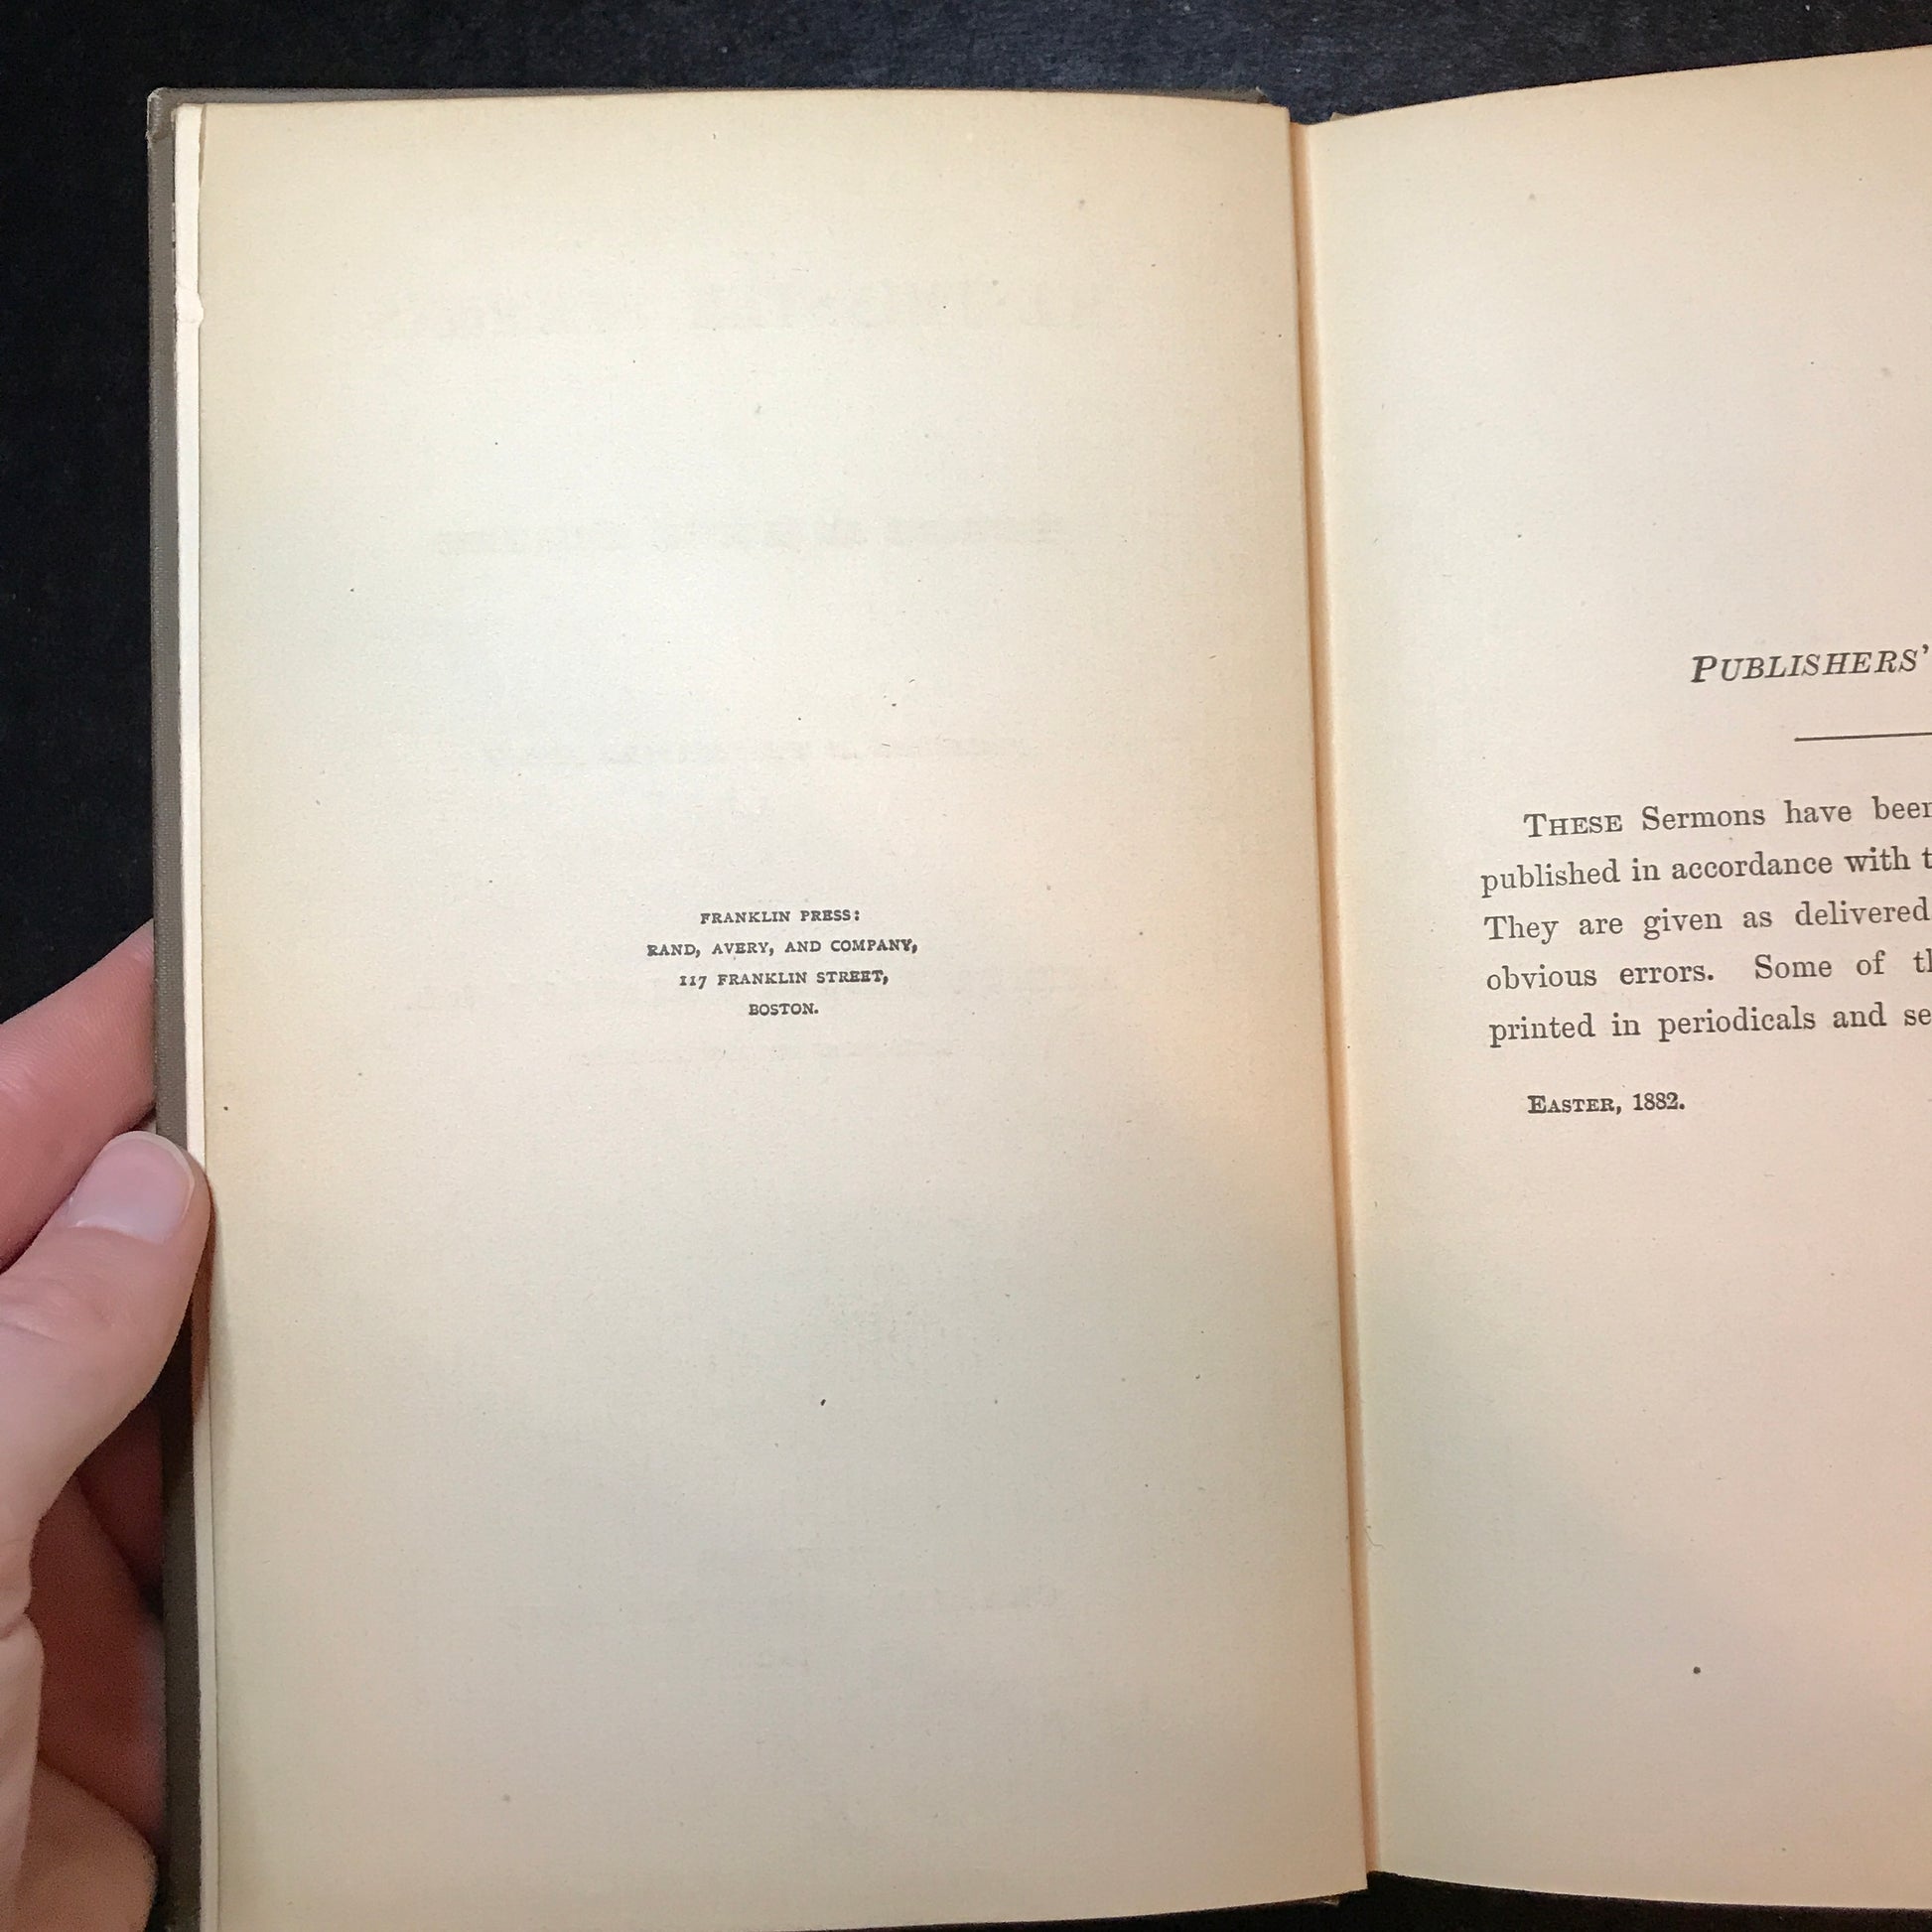 FRANKLIN PRESS:
RAND, AVERY, AND COMPANY,
117 FRANKLIN STREET,
BOSTON.
PUBLISHERS'
THESE Sermons have been
published in accordance with
They are given as delivered
obvious errors. Some of
printed in periodicals and
EASTER, 1882.